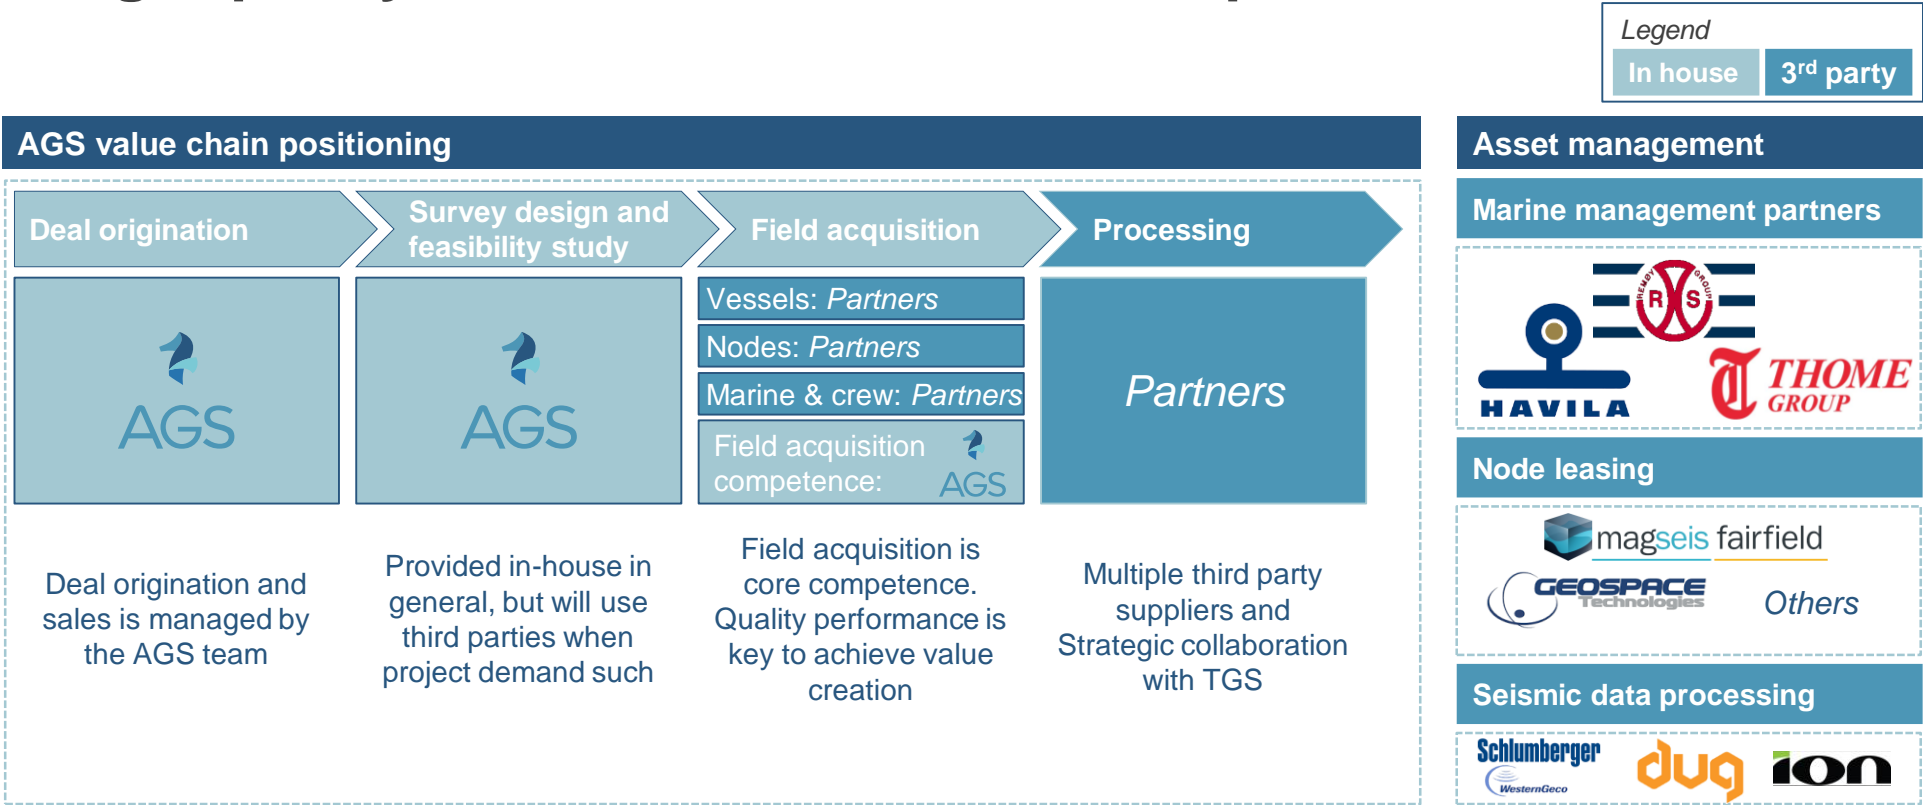 Legend
In house
3rd party
AGS value chain positioning
Deal origination
Survey design and
feasibility study
Field acquisition
Processing
AGS
AGS
Vessels: Partners
Nodes: Partners
Marine & crew: Partners
Field acquisition
competence:
AGS
Partners
Deal origination and
sales is managed by
the AGS team
Provided in-house in
general, but will use
third parties when
project demand such
Field acquisition is
core competence.
Quality performance is
key to achieve value
creation
Multiple third party
suppliers and
Strategic collaboration
with TGS
Asset management
Marine management partners
REMØY GROUP
R S
HAVILA
T THOME
GROUP
Node leasing
magseis fairfield
GEOSPACE
Technologies
Others
Seismic data processing
Schlumberger
WesternGeco
dug
ion